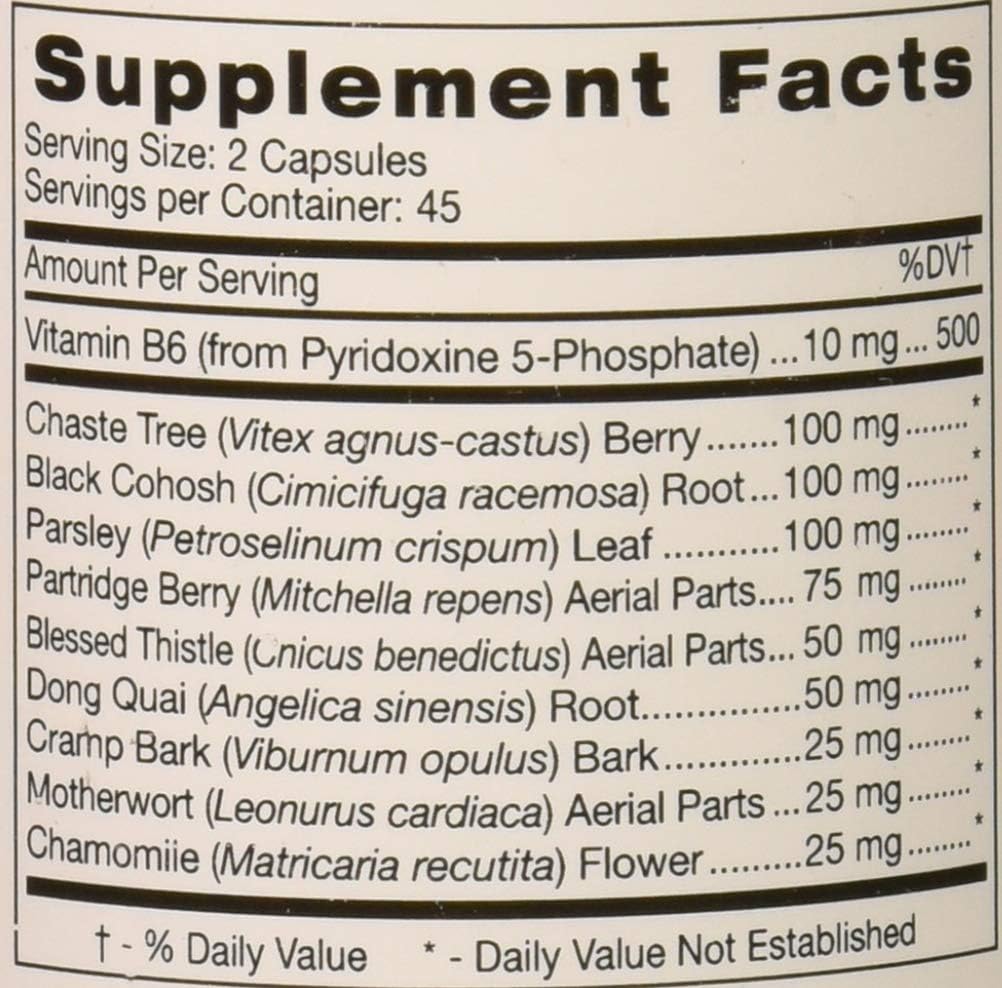 Supplement Facts
Serving Size: 2 Capsules
Servings per Container: 45
Amount Per Serving %DV†
Vitamin B6 (from Pyridoxine 5-Phosphate) ...10 mg... 500
Chaste Tree (Vitex agnus-castus) Berry.......100 mg........*
Black Cohosh (Cimicifuga racemosa) Root...100 mg........*
Parsley (Petroselinum crispum) Leaf ...........100 mg........*
Partridge Berry (Mitchella repens) Aerial Parts.... 75 mg........*
Blessed Thistle (Cnicus benedictus) Aerial Parts... 50 mg........*
Dong Quai (Angelica sinensis) Root...............50 mg........*
Cramp Bark (Viburnum opulus) Bark.............25 mg........*
Motherwort (Leonurus cardiaca) Aerial Parts ...25 mg........*
Chamomile (Matricaria recutita) Flower.........25 mg........*
† - % Daily Value * - Daily Value Not Established